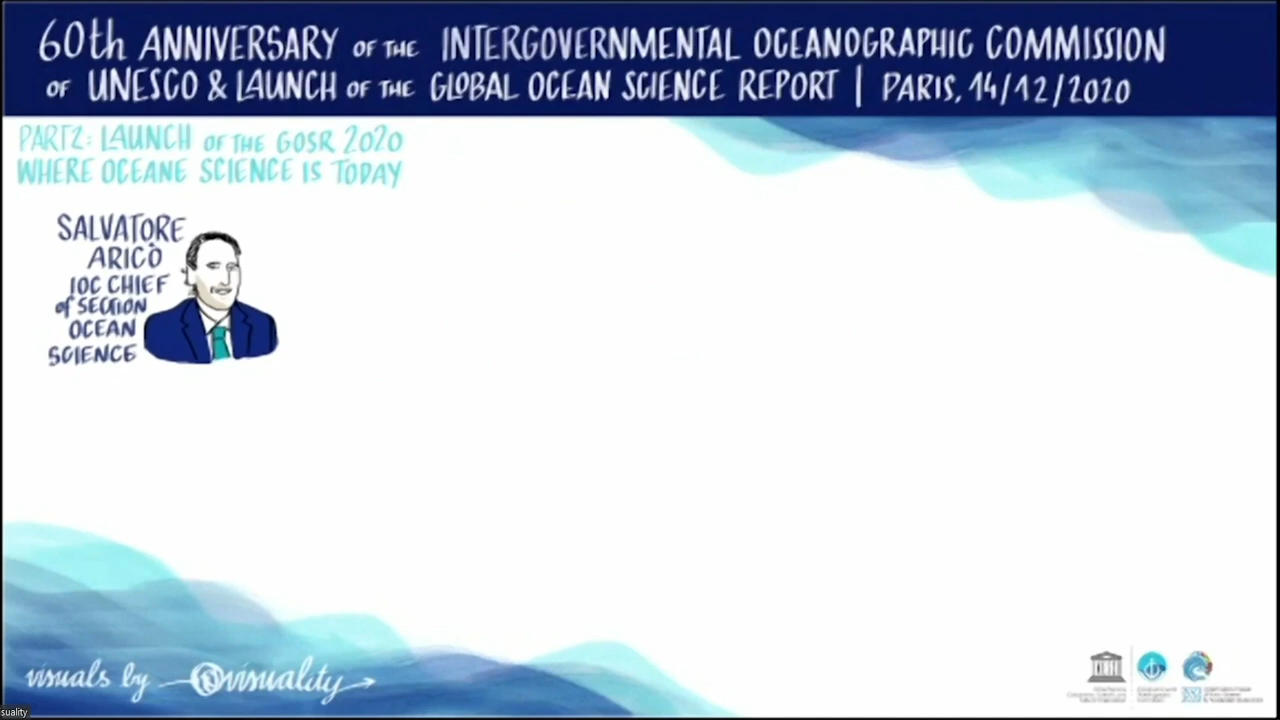 60th ANNIVERSARY OF THE INTERGOVERNMENTAL OCEANOGRAPHIC COMMISSION
OF UNESCO & LAUNCH OF THE GLOBAL OCEAN SCIENCE REPORT | PARIS, 14/12/2020
PART2: LAUNCH OF THE GOSR 2020
WHERE OCEANE SCIENCE IS TODAY
SALVATORE
ARICÒ
IOC CHIEF
of SECTION
OCEAN
SCIENCE
visuals by visuality
suality